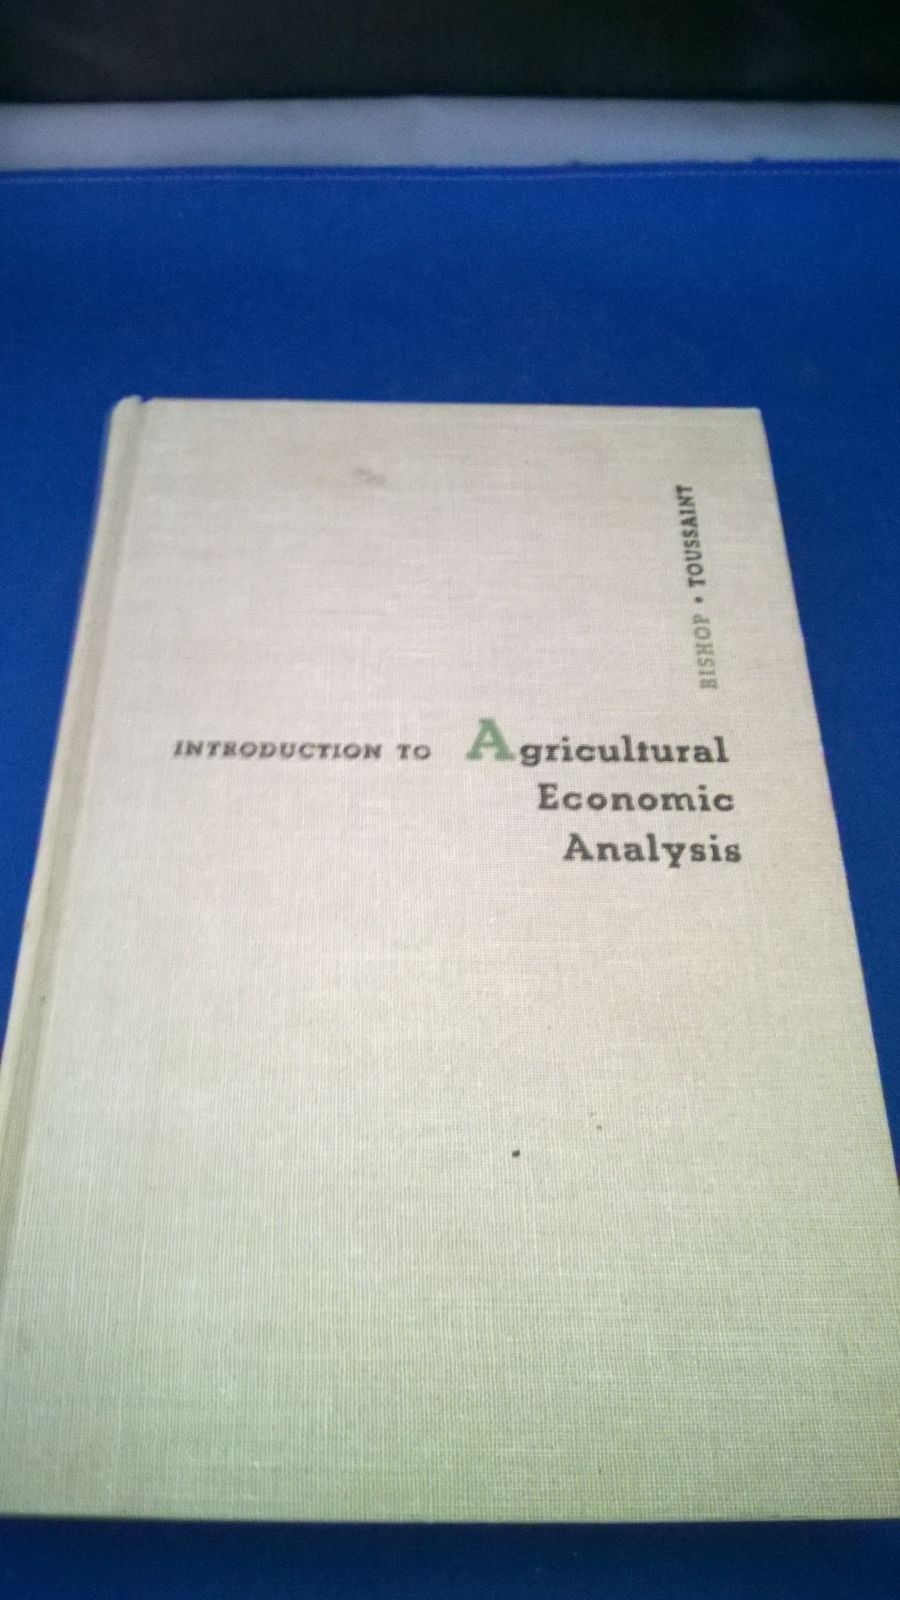 BISHOP • TOUSSAINT
INTRODUCTION TO Agricultural
Economic
Analysis